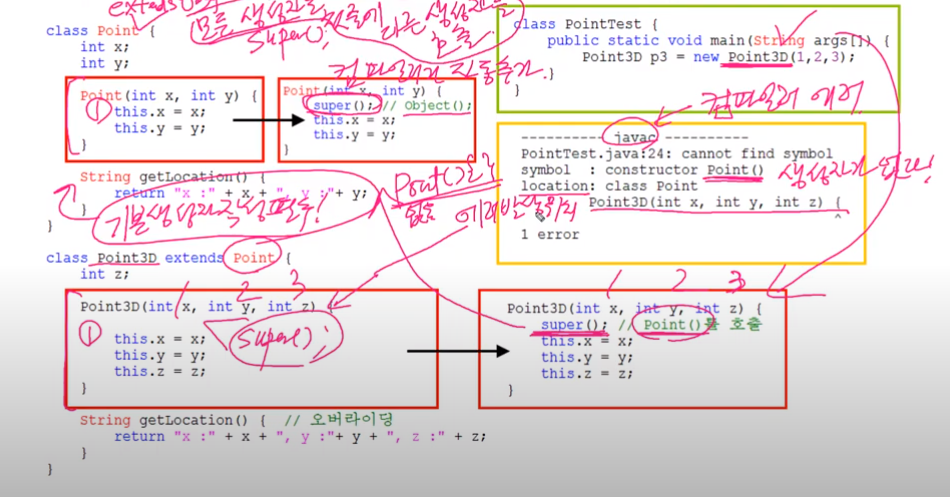 extends Object
모든 생성자는 첫줄에 다른 생성자를 호출.
super();
컴파일러가 자동추가.
class Point {
int x;
int y;
Point(int x, int y) {
① this.x = x;
this.y = y;
}
Point(int x, int y) {
super(); // Object();
this.x = x;
this.y = y;
}
String getLocation() {
return "x :" + x + ", y :"+ y;
}
}
기본생성자 작성필수!
Point()
없음
class PointTest {
public static void main(String args[]) {
Point3D p3 = new Point3D(1,2,3);
}
}
컴파일러 에러
---------- javac ----------
PointTest.java:24: cannot find symbol
symbol : constructor Point()
생성자가 없다!
location: class Point
Point3D(int x, int y, int z) {
^
1 error
class Point3D extends Point {
int z;
1 2 3
Point3D(int x, int y, int z) {
super();
① this.x = x;
this.y = y;
this.z = z;
}
1 2 3
Point3D(int x, int y, int z) {
super(); // Point()를 호출
this.x = x;
this.y = y;
this.z = z;
}
String getLocation() { // 오버라이딩
return "x :" + x + ", y :"+ y + ", z :" + z;
}
}